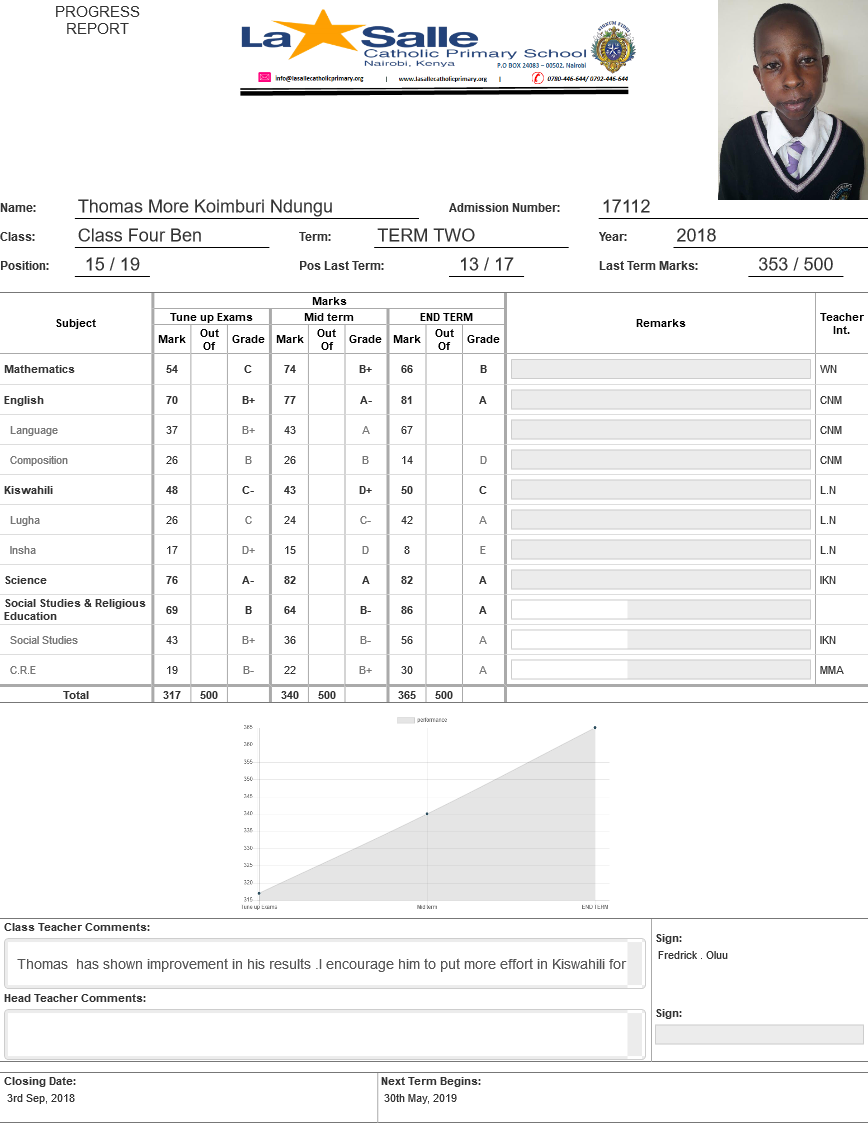 PROGRESS
REPORT
La Salle
Catholic Primary School
Nairobi, Kenya
P.O BOX 24083 – 00502, Nairobi
info@lasallecatholicprimary.org | www.lasallecatholicprimary.org | 0780-446-644/ 0792-446-644
Name: Thomas More Koimburi Ndungu Admission Number: 17112
Class: Class Four Ben Term: TERM TWO Year: 2018
Position: 15 / 19 Pos Last Term: 13 / 17 Last Term Marks: 353 / 500
Subject Marks Remarks Teacher Int.
Tune up Exams Mid term END TERM
Mark Out Of Grade Mark Out Of Grade Mark Out Of Grade
Mathematics 54 C 74 B+ 66 B WN
English 70 B+ 77 A- 81 A CNM
Language 37 B+ 43 A 67 CNM
Composition 26 B 26 B 14 D CNM
Kiswahili 48 C- 43 D+ 50 C L.N
Lugha 26 C 24 C- 42 A L.N
Insha 17 D+ 15 D 8 E L.N
Science 76 A- 82 A 82 A IKN
Social Studies & Religious
Education 69 B 64 B- 86 A
Social Studies 43 B+ 36 B- 56 A IKN
C.R.E 19 B- 22 B+ 30 A MMA
Total 317 500 340 500 365 500
performance
365
360
355
350
345
340
335
330
325
320
315
Tune up Exams Mid term END TERM
Class Teacher Comments:
Thomas has shown improvement in his results .I encourage him to put more effort in Kiswahili for
Sign:
Fredrick . Oluu
Head Teacher Comments:
Sign:
Closing Date: Next Term Begins:
3rd Sep, 2018 30th May, 2019